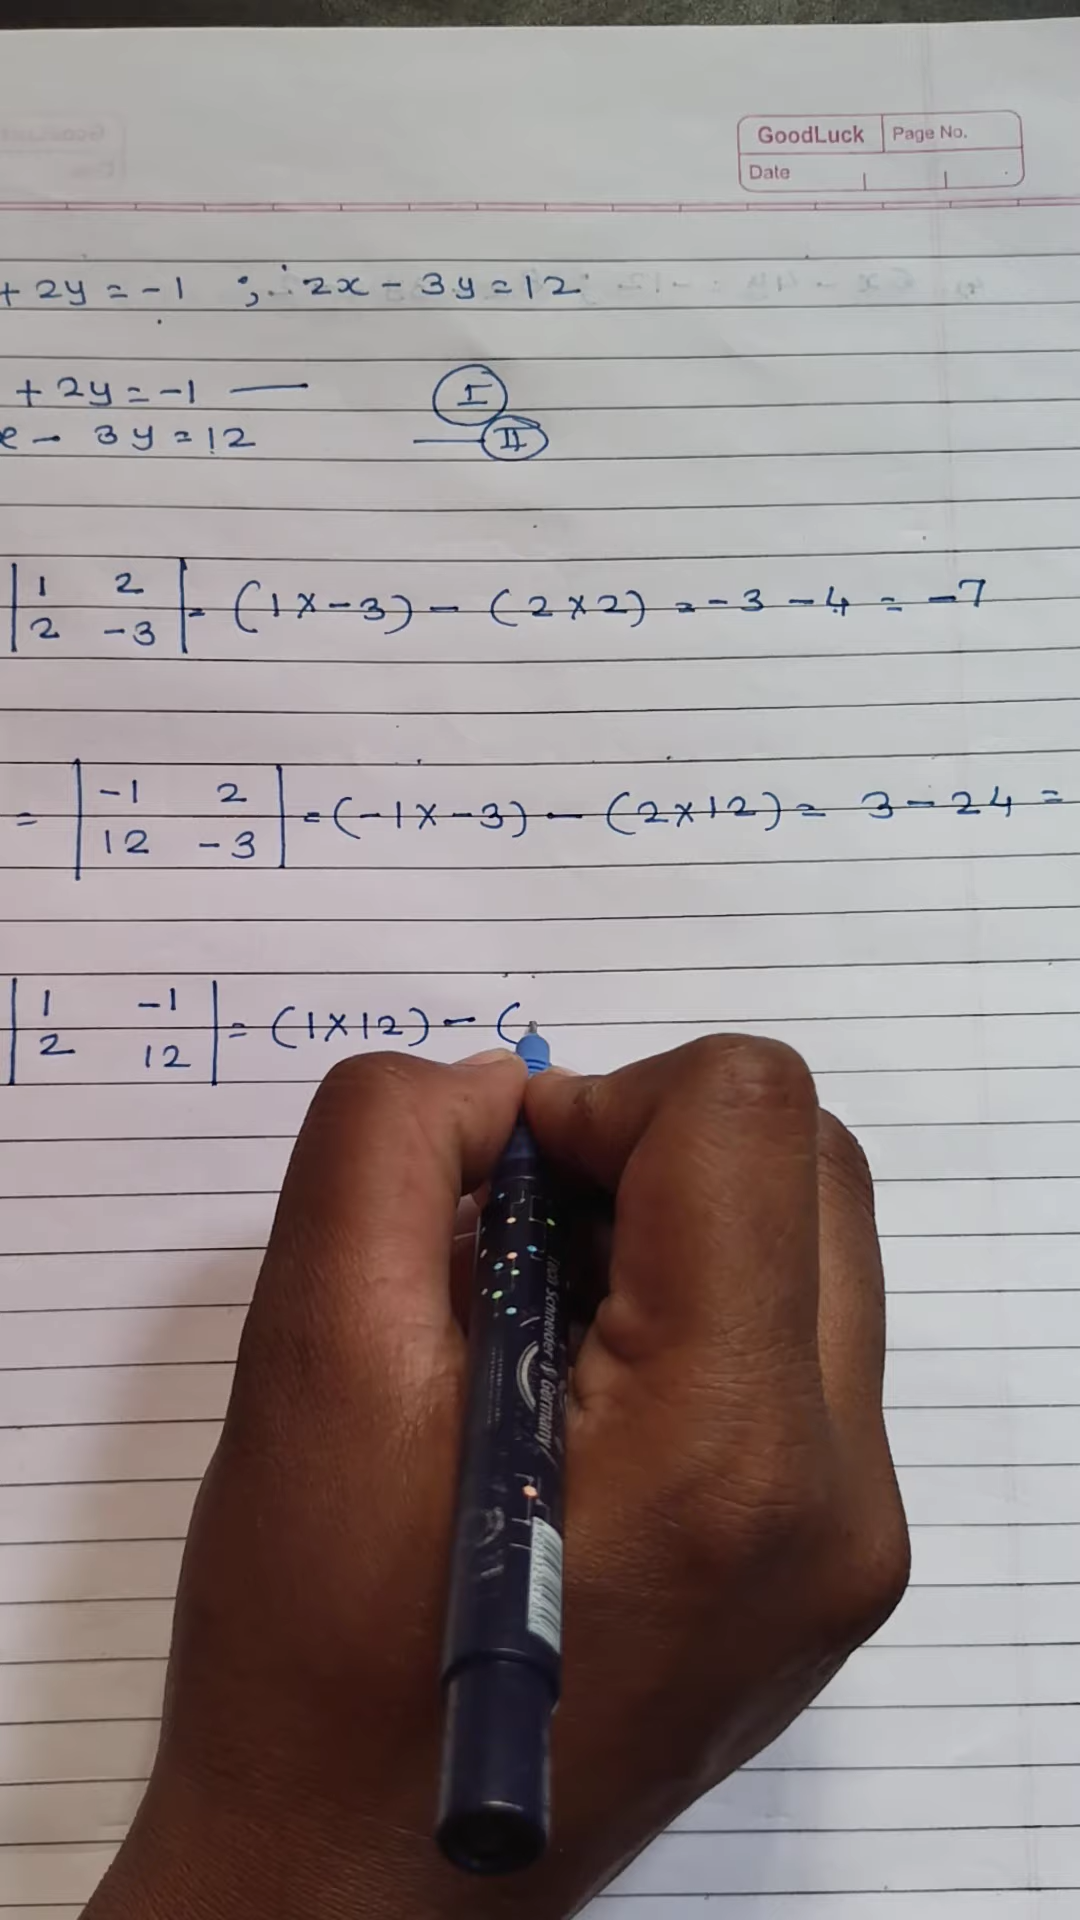 GoodLuck Page No.
Date
+ 2y = -1 ; 2x - 3y = 12
+ 2y = -1 — I
x - 3y = 12 — II
| 1 2 |
| 2 -3 | = (1 x -3) - (2 x 2) = -3 - 4 = -7
= | -1 2 |
| 12 -3 | = (-1 x -3) - (2 x 12) = 3 - 24 =
| 1 -1 |
| 2 12 | = (1 x 12) - (
Schneider Germany